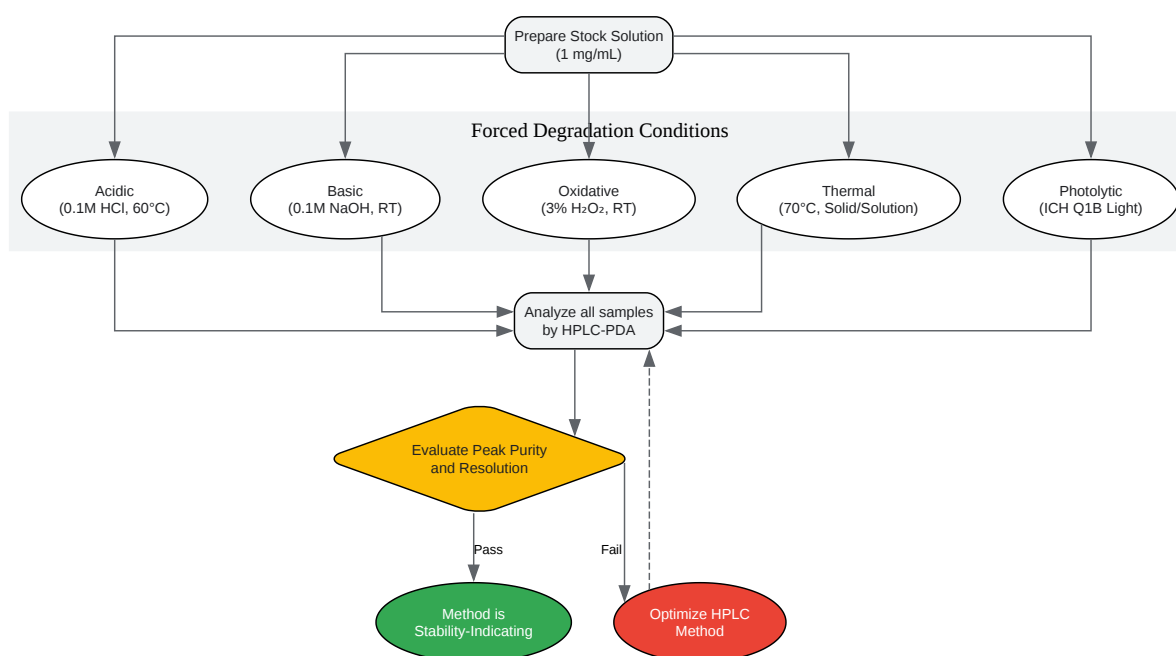 Prepare Stock Solution
(1 mg/mL)
Forced Degradation Conditions
Acidic
(0.1M HCl, 60°C)
Basic
(0.1M NaOH, RT)
Oxidative
(3% H₂O₂, RT)
Thermal
(70°C, Solid/Solution)
Photolytic
(ICH Q1B Light)
Analyze all samples
by HPLC-PDA
Evaluate Peak Purity
and Resolution
Pass
Fail
Method is
Stability-Indicating
Optimize HPLC
Method